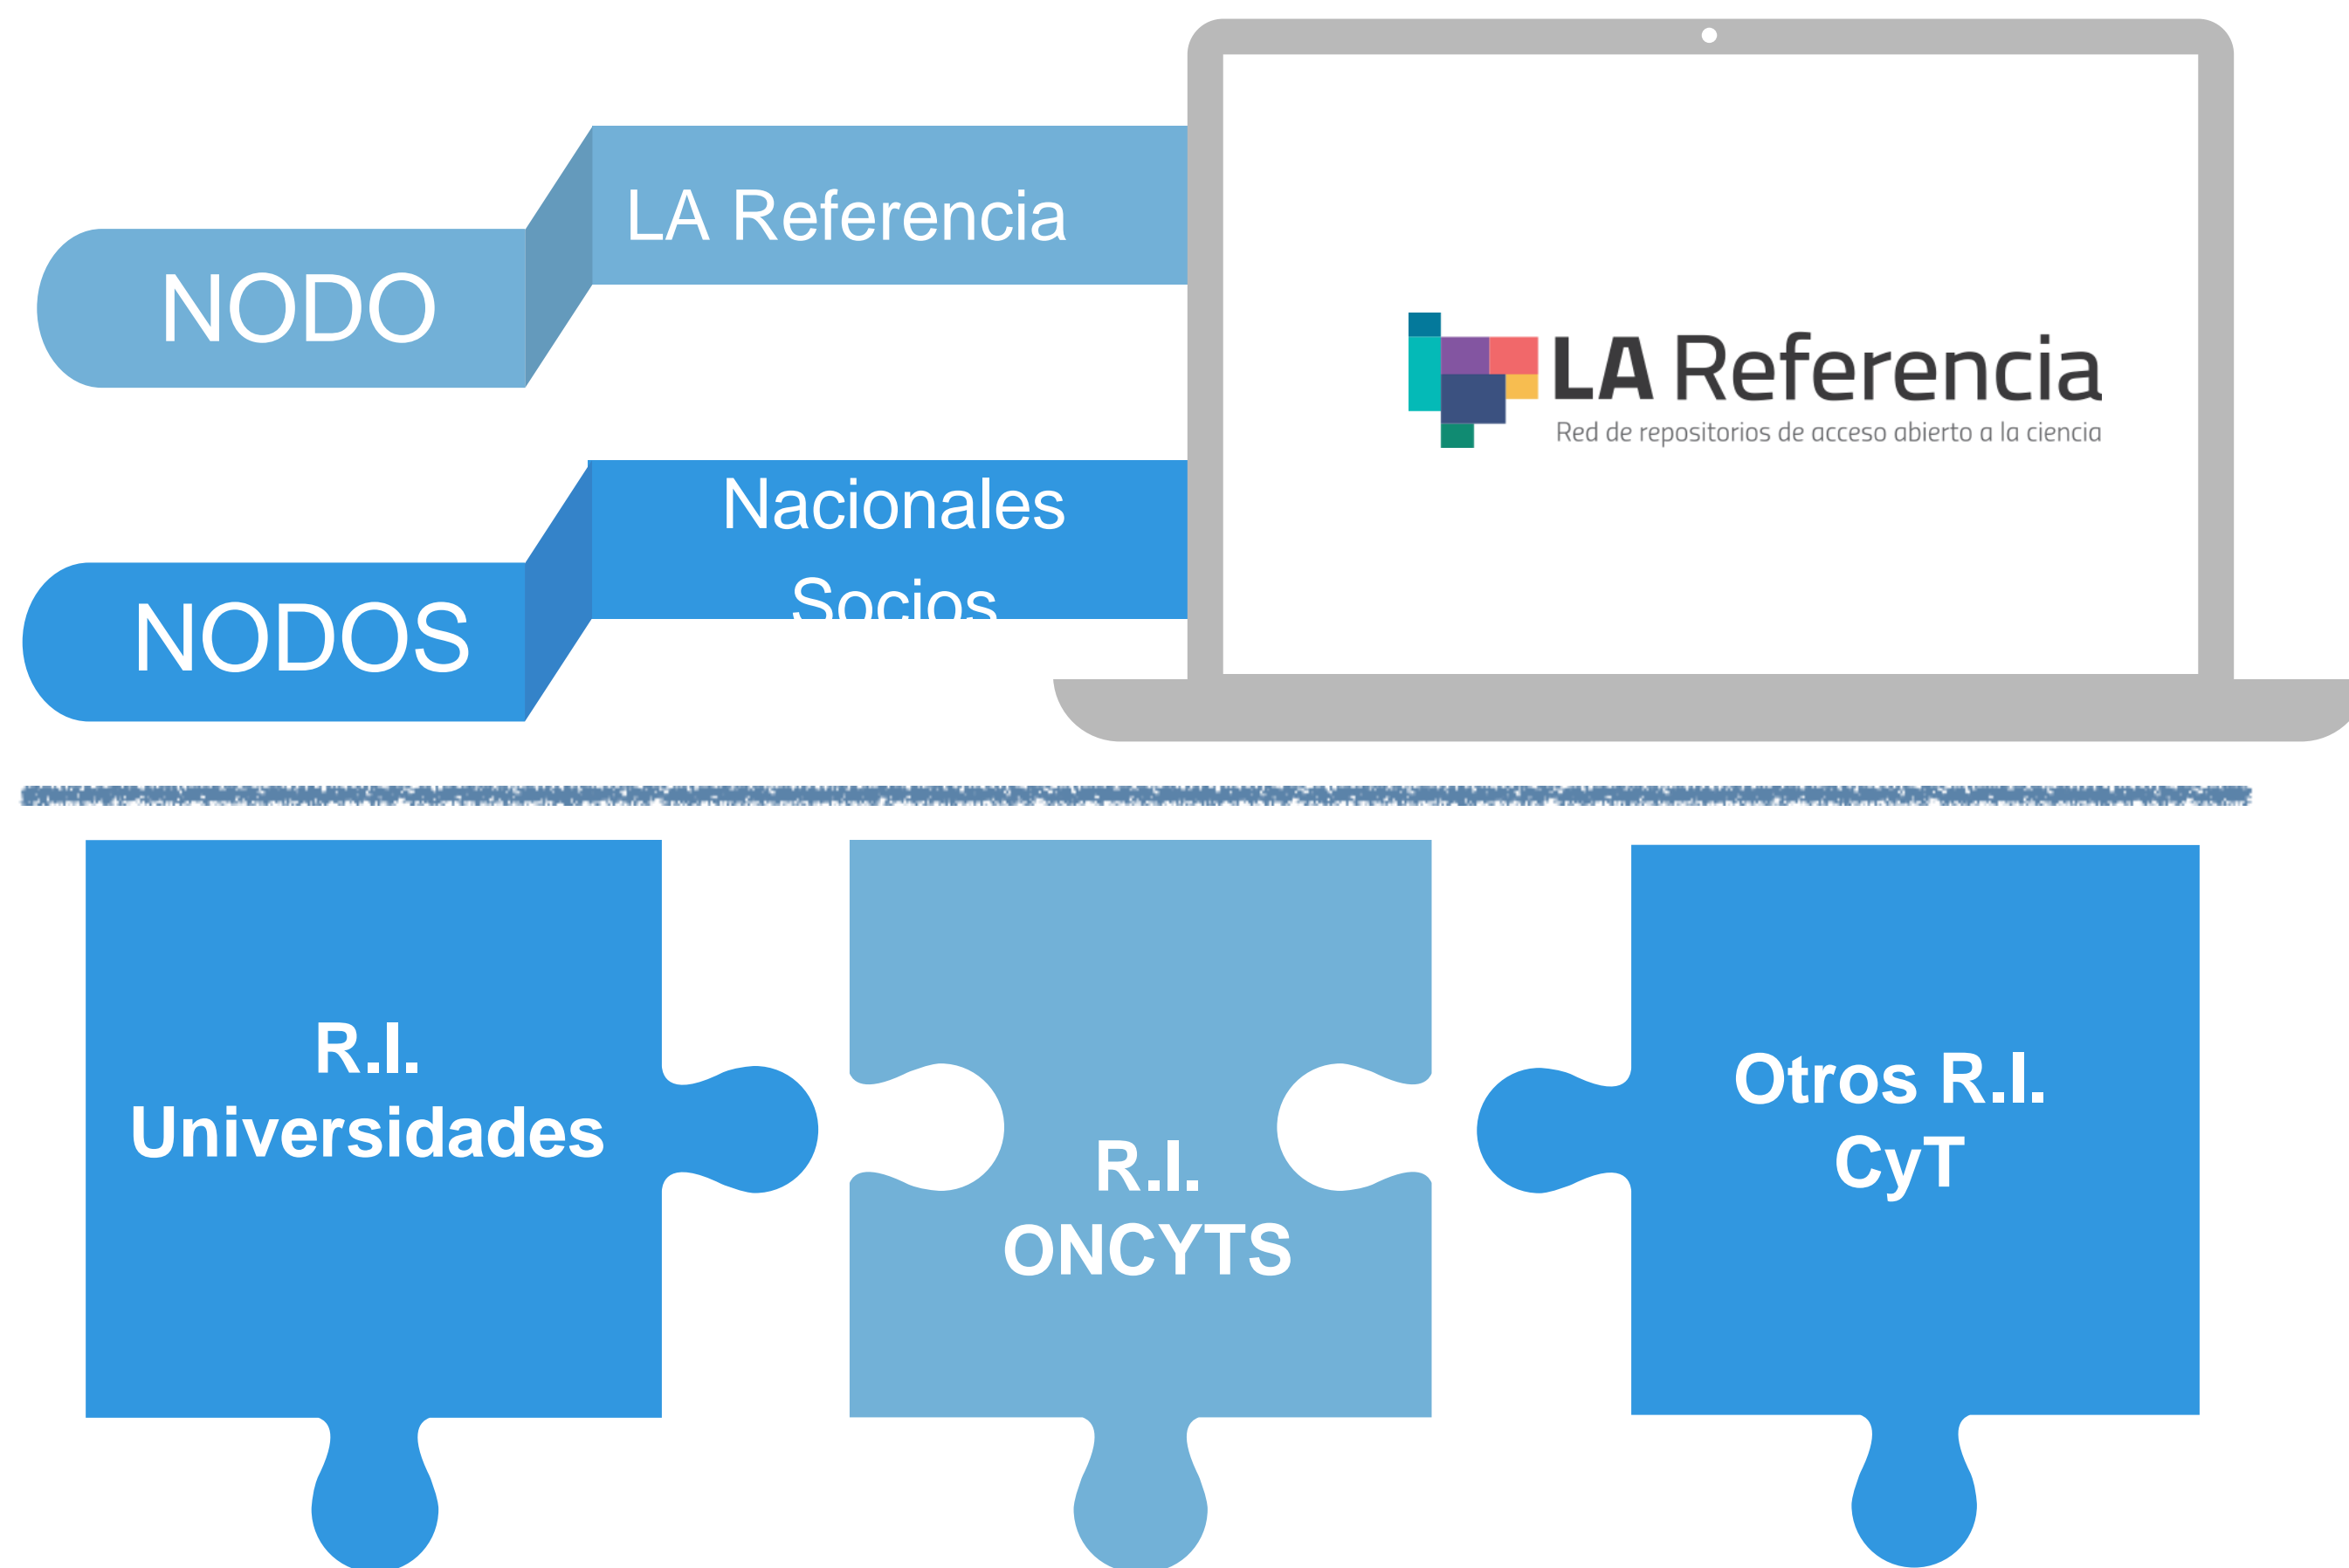 LA Referencia
NODO
Nacionales
Socios
NODOS
LA Referencia
Red de repositorios de acceso abierto a la ciencia
R.I.
Universidades
R.I.
ONCYTS
Otros R.I.
CyT